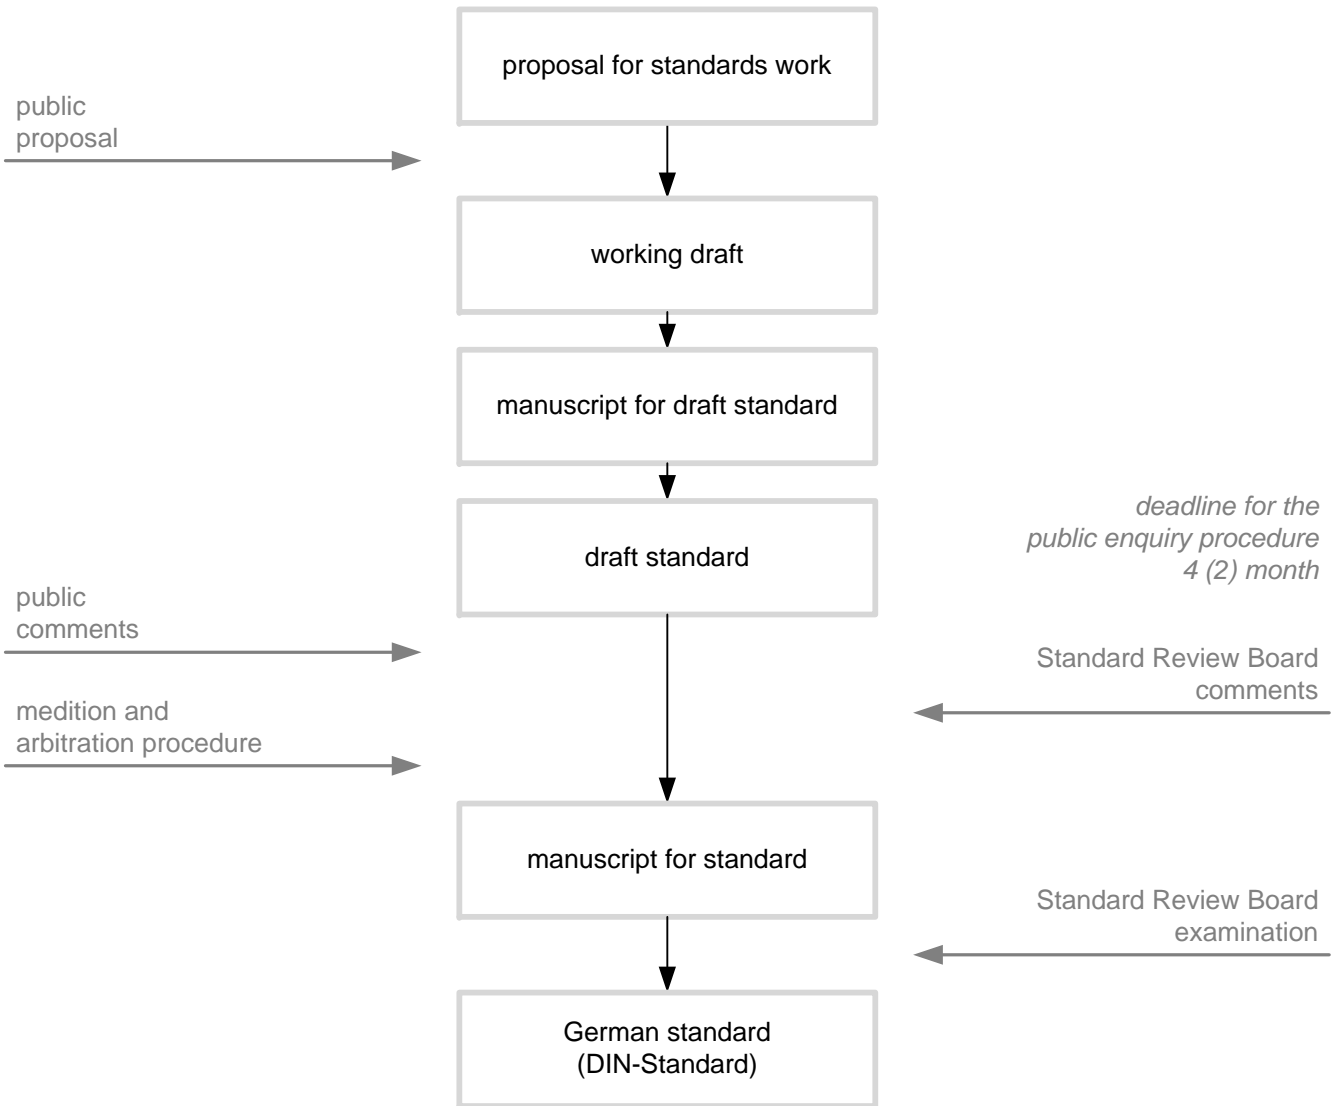 proposal for standards work
public
proposal
working draft
manuscript for draft standard
draft standard
deadline for the
public enquiry procedure
4 (2) month
public
comments
Standard Review Board
comments
medition and
arbitration procedure
manuscript for standard
Standard Review Board
examination
German standard
(DIN-Standard)